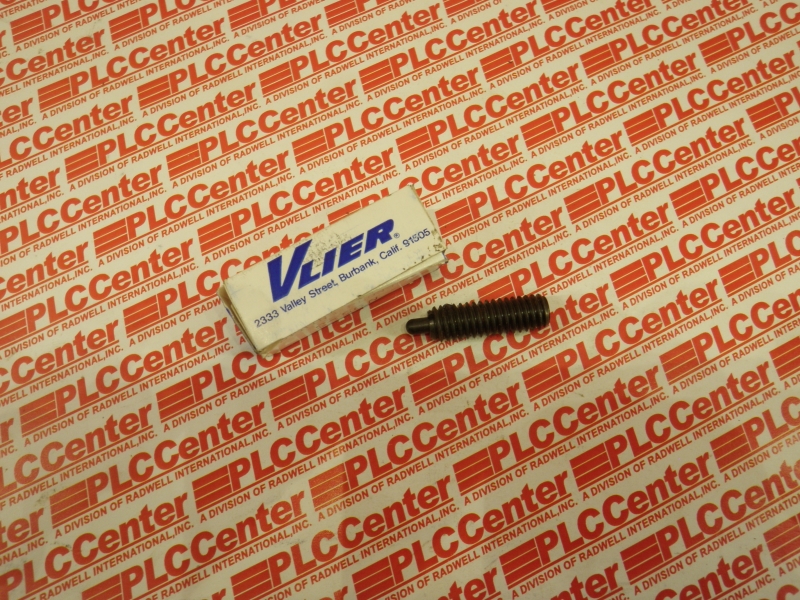 VLIER®
2333 Valley Street, Burbank, Calif. 91505
PLCCenter
A DIVISION OF RADWELL INTERNATIONAL,INC.